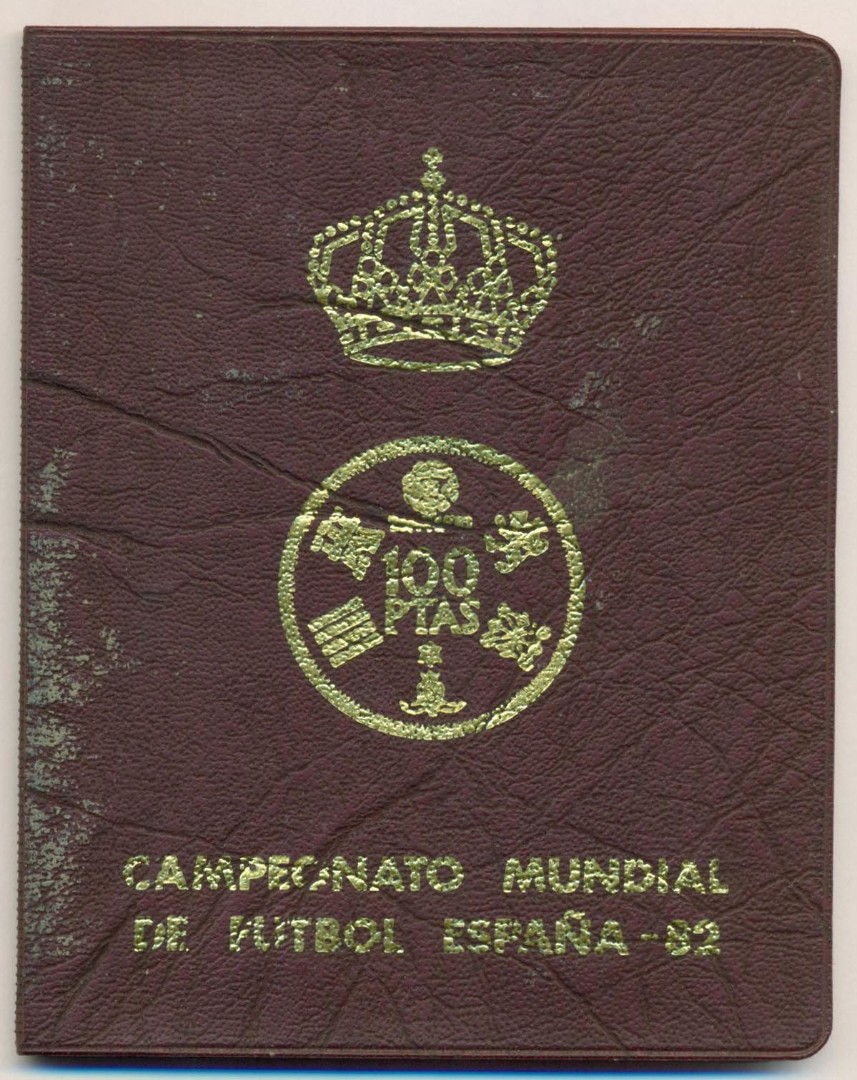 100
PTAS
CAMPEONATO MUNDIAL
DE FUTBOL ESPAÑA-82